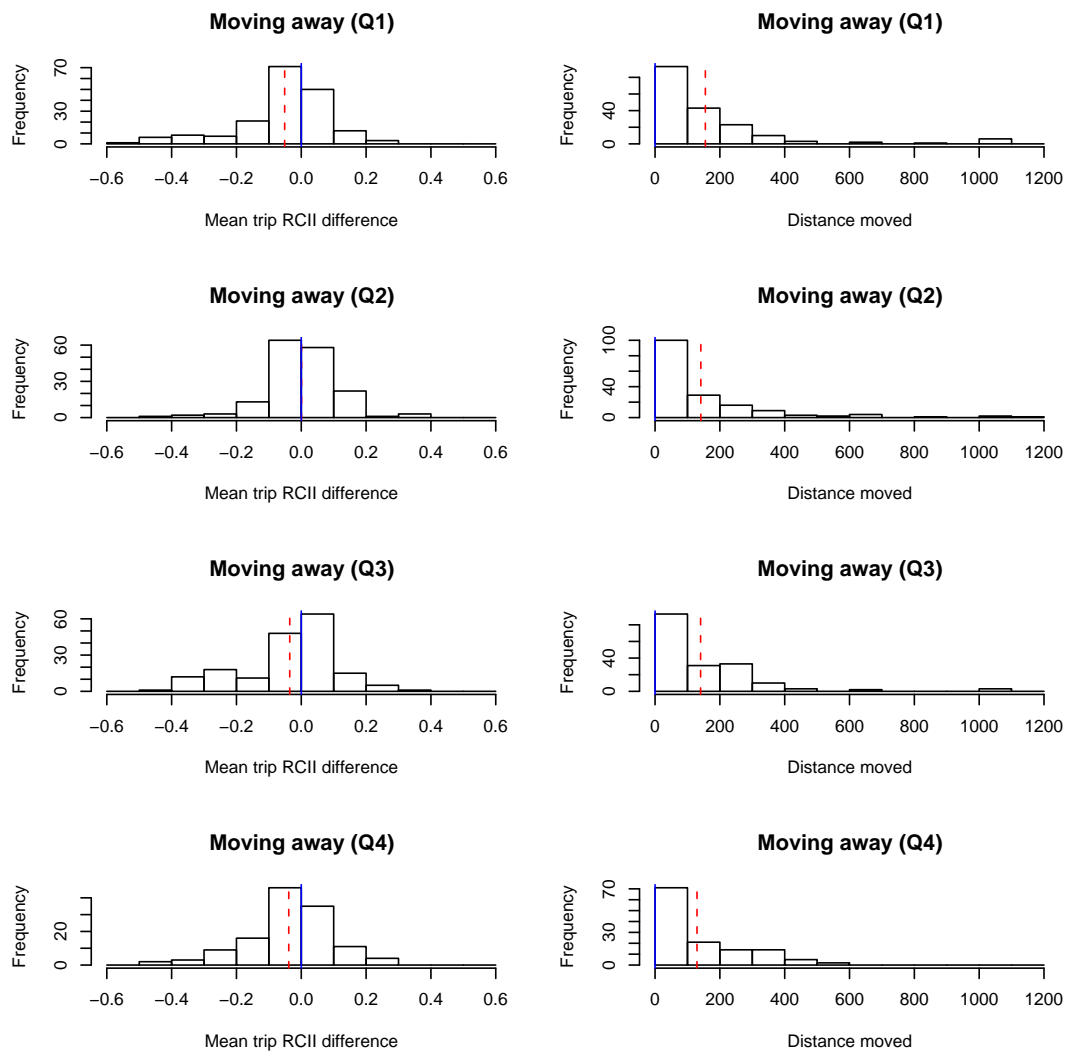 Moving away (Q1)
Frequency
0 30 70
−0.6 −0.4 −0.2 0.0 0.2 0.4 0.6
Mean trip RCII difference
Moving away (Q1)
Frequency
0 40
0 200 400 600 800 1000 1200
Distance moved
Moving away (Q2)
Frequency
0 30 60
−0.6 −0.4 −0.2 0.0 0.2 0.4 0.6
Mean trip RCII difference
Moving away (Q2)
Frequency
0 40 100
0 200 400 600 800 1000 1200
Distance moved
Moving away (Q3)
Frequency
0 30 60
−0.6 −0.4 −0.2 0.0 0.2 0.4 0.6
Mean trip RCII difference
Moving away (Q3)
Frequency
0 40
0 200 400 600 800 1000 1200
Distance moved
Moving away (Q4)
Frequency
0 20
−0.6 −0.4 −0.2 0.0 0.2 0.4 0.6
Mean trip RCII difference
Moving away (Q4)
Frequency
0 30 70
0 200 400 600 800 1000 1200
Distance moved